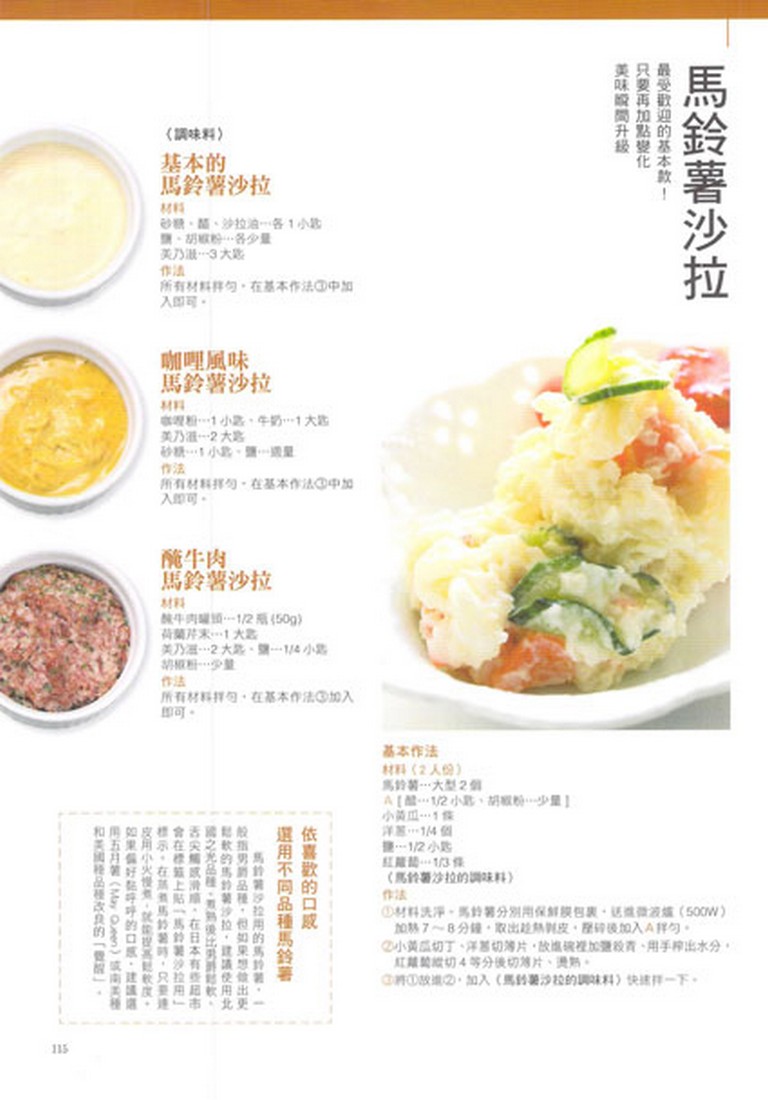 馬鈴薯沙拉
最受歡迎的基本款！
只要再加點變化
美味瞬間升級
〈調味料〉
基本的
馬鈴薯沙拉
材料
砂糖、醋、沙拉油…各1小匙
鹽、胡椒粉…各少量
美乃滋…3大匙
作法
所有材料拌勻，在基本作法③中加
入即可。
咖哩風味
馬鈴薯沙拉
材料
咖哩粉…1小匙、牛奶…1大匙
美乃滋…2大匙
砂糖…1小匙、鹽…適量
作法
所有材料拌勻，在基本作法③中加
入即可。
醃牛肉
馬鈴薯沙拉
材料
醃牛肉罐頭…1/2瓶(50g)
荷蘭芹末…1大匙
美乃滋…2大匙、鹽…1/4小匙
胡椒粉…少量
作法
所有材料拌勻，在基本作法③加入
即可。
基本作法
材料（2人份）
馬鈴薯…大型2個
A [ 醋…1/2小匙、胡椒粉…少量 ]
小黃瓜…1條
洋蔥…1/4個
鹽…1/2小匙
紅蘿蔔…1/3條
〈馬鈴薯沙拉的調味料〉
作法
①材料洗淨。馬鈴薯分別用保鮮膜包裹，送進微波爐（500W）
加熱7～8分鐘，取出趁熱剝皮，壓碎後加入A拌勻。
②小黃瓜切丁、洋蔥切薄片，放進碗裡加鹽殺青，用手榨出水分，
紅蘿蔔縱切4等分後切薄片、燙熟。
③將①放進②，加入〈馬鈴薯沙拉的調味料〉快速拌一下。
依喜歡的口感
選用不同品種馬鈴薯
馬鈴薯沙拉用的馬鈴薯，一
般指男爵品種，但如果想做出更
鬆軟的馬鈴薯沙拉，建議使用北
國之光品種，煮熟後比男爵鬆軟、
舌尖觸感滑順，在日本有些超市
會在標籤上貼「馬鈴薯沙拉用」
標示。在蒸煮馬鈴薯時，只要連
皮用小火慢煮，就能提高鬆軟度。
如果偏好黏呼呼的口感，建議選
用五月薯（May Queen）或南美種
和美國種品種改良的「覺醒」。
115